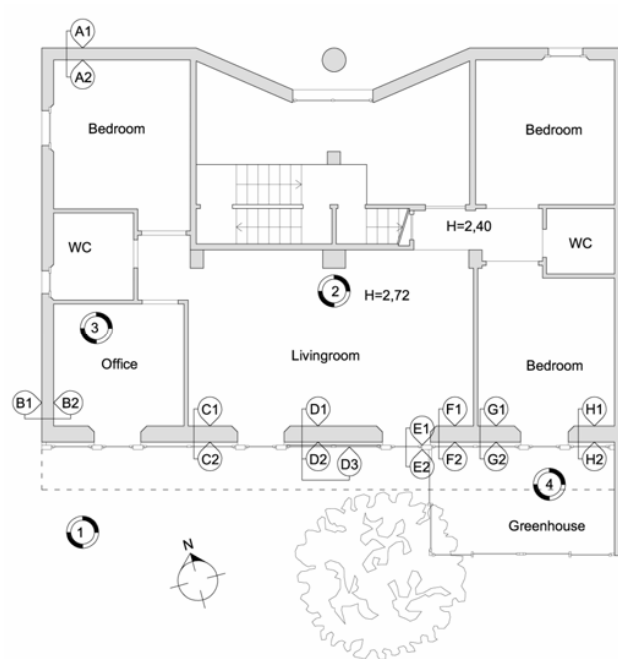 A1
A2
Bedroom
Bedroom
H=2,40
WC
WC
2
H=2,72
3
Office
Livingroom
Bedroom
B1
B2
C1
D1
E1
F1
G1
H1
C2
D2
D3
E2
F2
G2
H2
4
Greenhouse
1
N